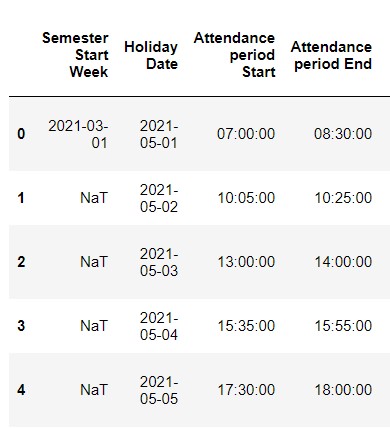 Semester Start Week Holiday Date Attendance period Start Attendance period End
0 2021-03-01 2021-05-01 07:00:00 08:30:00
1 NaT 2021-05-02 10:05:00 10:25:00
2 NaT 2021-05-03 13:00:00 14:00:00
3 NaT 2021-05-04 15:35:00 15:55:00
4 NaT 2021-05-05 17:30:00 18:00:00